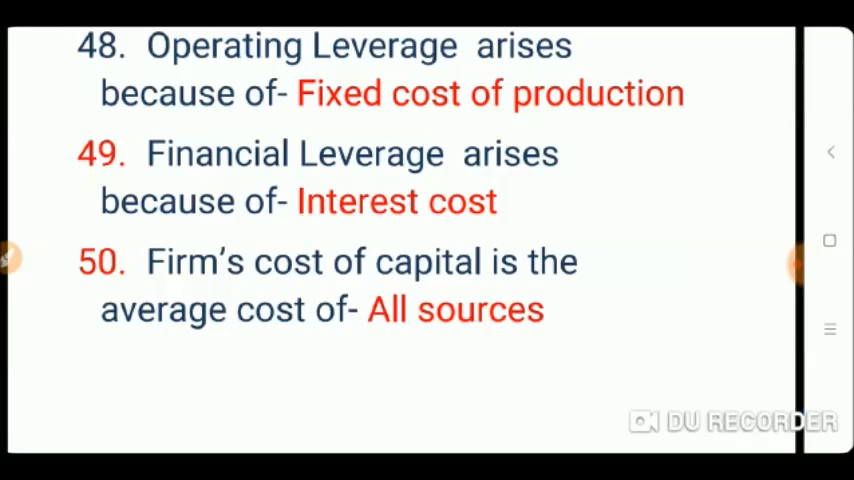 48. Operating Leverage arises
because of- Fixed cost of production
49. Financial Leverage arises
because of- Interest cost
50. Firm’s cost of capital is the
average cost of- All sources
DU RECORDER